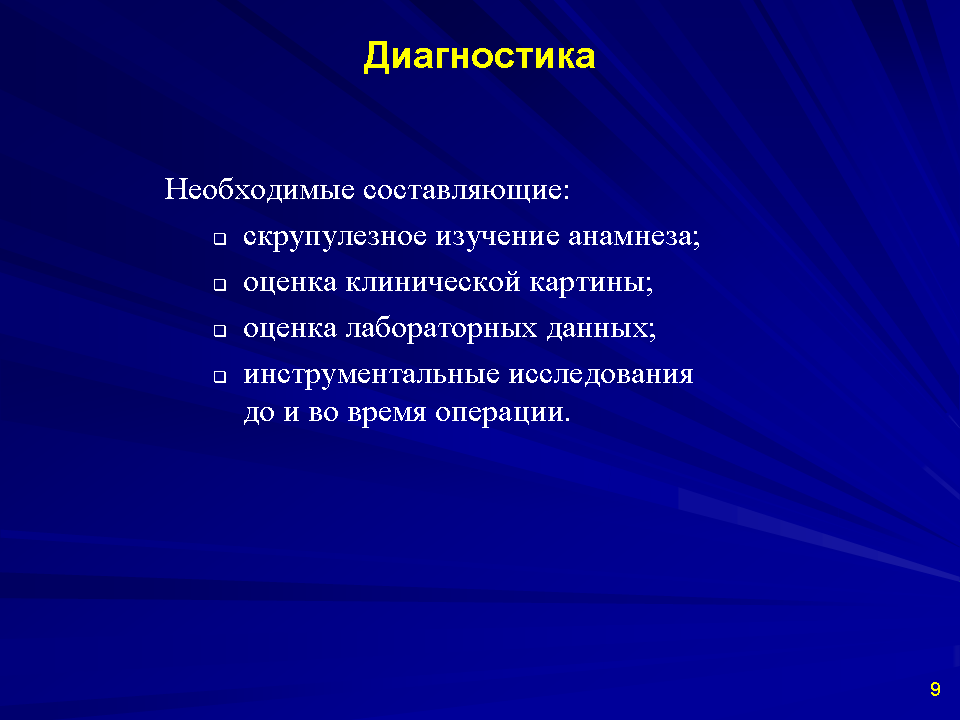 Диагностика
Необходимые составляющие:
скрупулезное изучение анамнеза;
оценка клинической картины;
оценка лабораторных данных;
инструментальные исследования
до и во время операции.
9